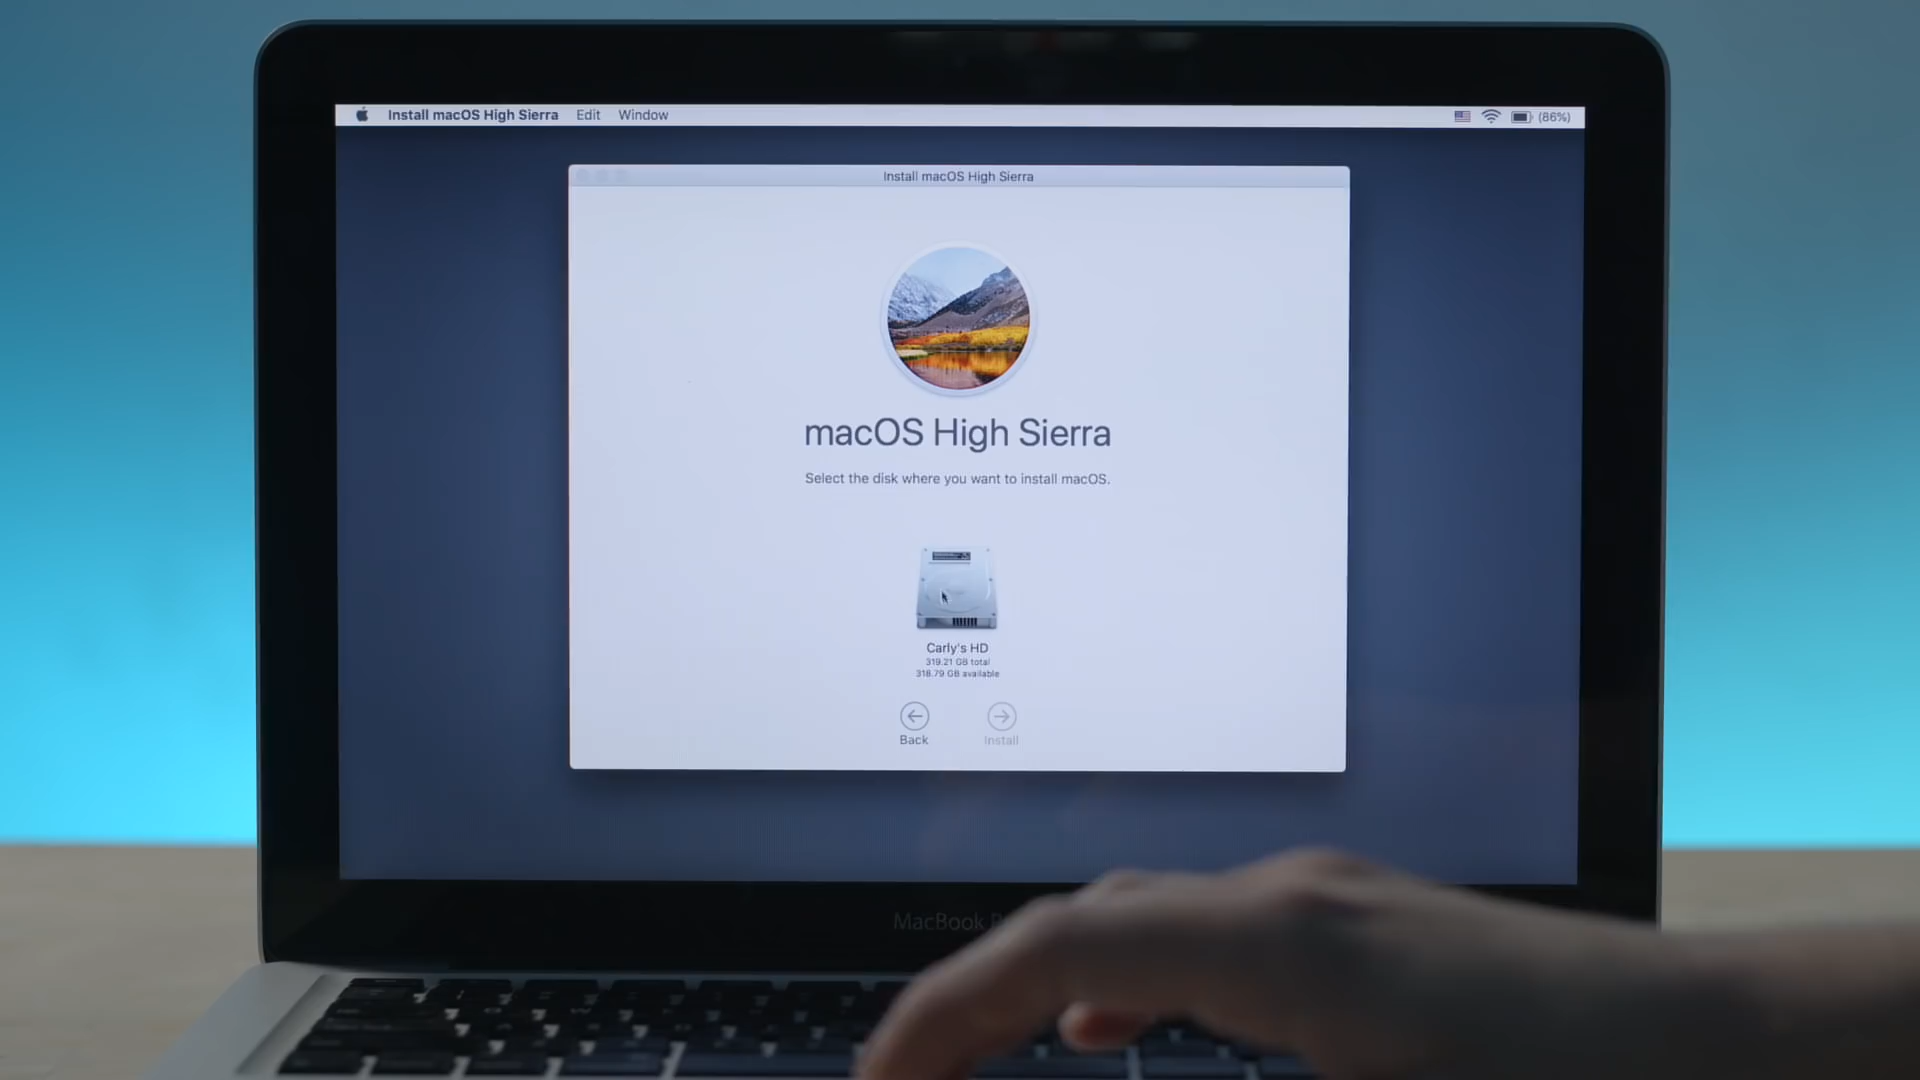 Install macOS High Sierra Edit Window (86%)
Install macOS High Sierra
macOS High Sierra
Select the disk where you want to install macOS.
Carly's HD
319.21 GB total
318.79 GB available
Back Install
MacBook